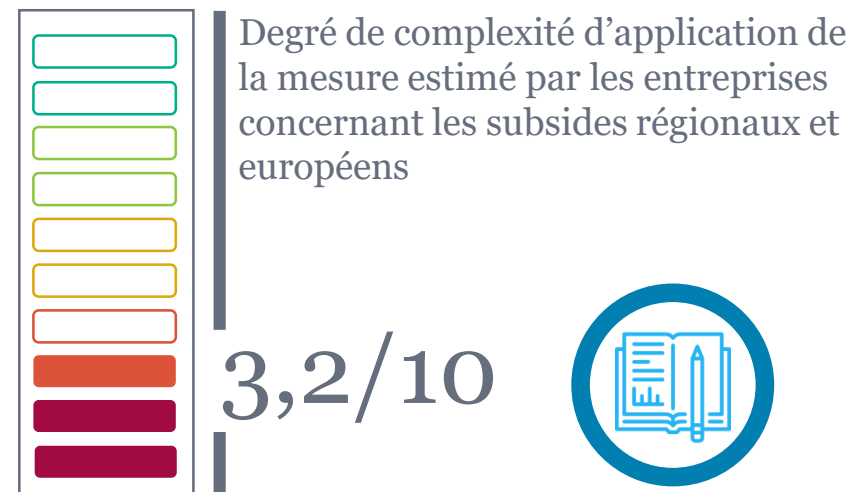 Degré de complexité d’application de
la mesure estimé par les entreprises
concernant les subsides régionaux et
européens
3,2/10